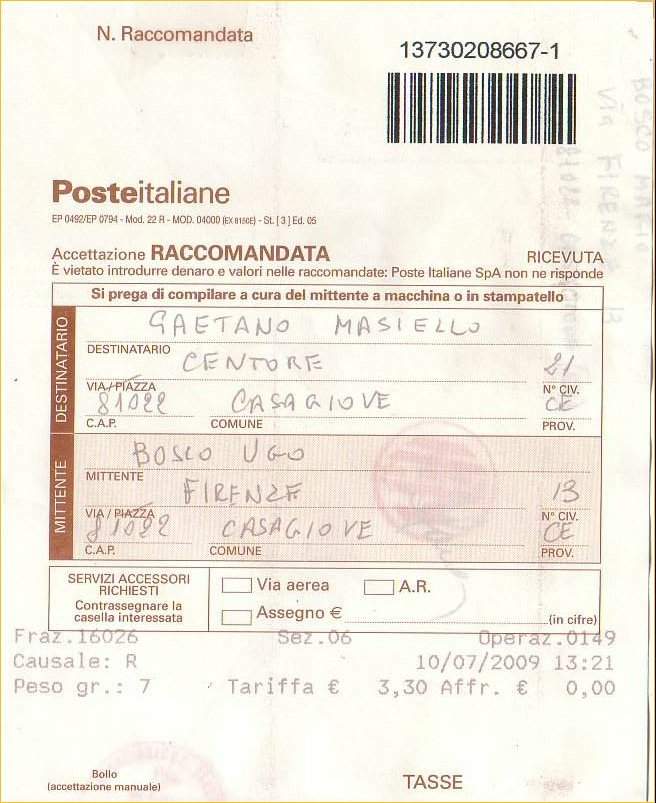 N. Raccomandata
13730208667-1
Posteitaliane
EP 0492/EP 0794 - Mod. 22 R - MOD. 04000 (EX 8150E) - St. [ 3 ] Ed. 05
Accettazione RACCOMANDATA RICEVUTA
È vietato introdurre denaro e valori nelle raccomandate: Poste Italiane SpA non ne risponde
Si prega di compilare a cura del mittente a macchina o in stampatello
DESTINATARIO
GAETANO MASIELLO
DESTINATARIO
CENTORE 21
VIA / PIAZZA N° CIV.
81022 CASAGIOVE CE
C.A.P. COMUNE PROV.
MITTENTE
BOSCO UGO
MITTENTE
FIRENZE 13
VIA / PIAZZA N° CIV.
81022 CASAGIOVE CE
C.A.P. COMUNE PROV.
SERVIZI ACCESSORI
RICHIESTI
Contrassegnare la
casella interessata
Via aerea A.R.
Assegno € (in cifre)
Fraz.16026 Sez.06 Operaz.0149
Causale: R 10/07/2009 13:21
Peso gr.: 7 Tariffa € 3,30 Affr. € 0,00
Bollo
(accettazione manuale)
TASSE
VIA FIRENZE 13